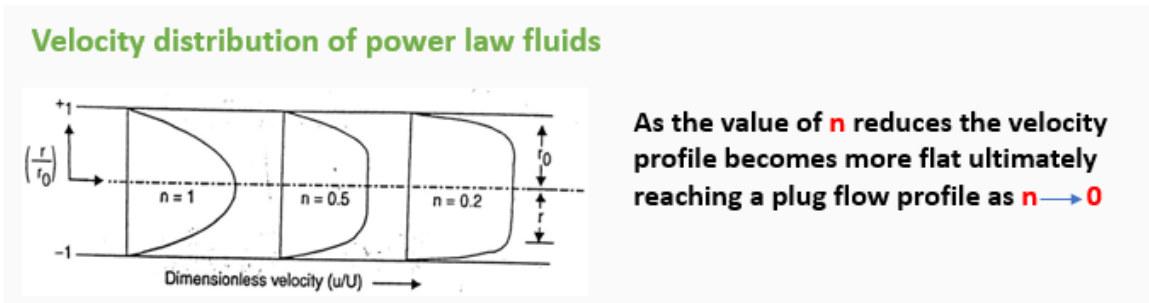 Velocity distribution of power law fluids
+1
(r/r0)
n = 1
n = 0.5
n = 0.2
r0
r
-1
Dimensionless velocity (u/U)
As the value of n reduces the velocity
profile becomes more flat ultimately
reaching a plug flow profile as n→0